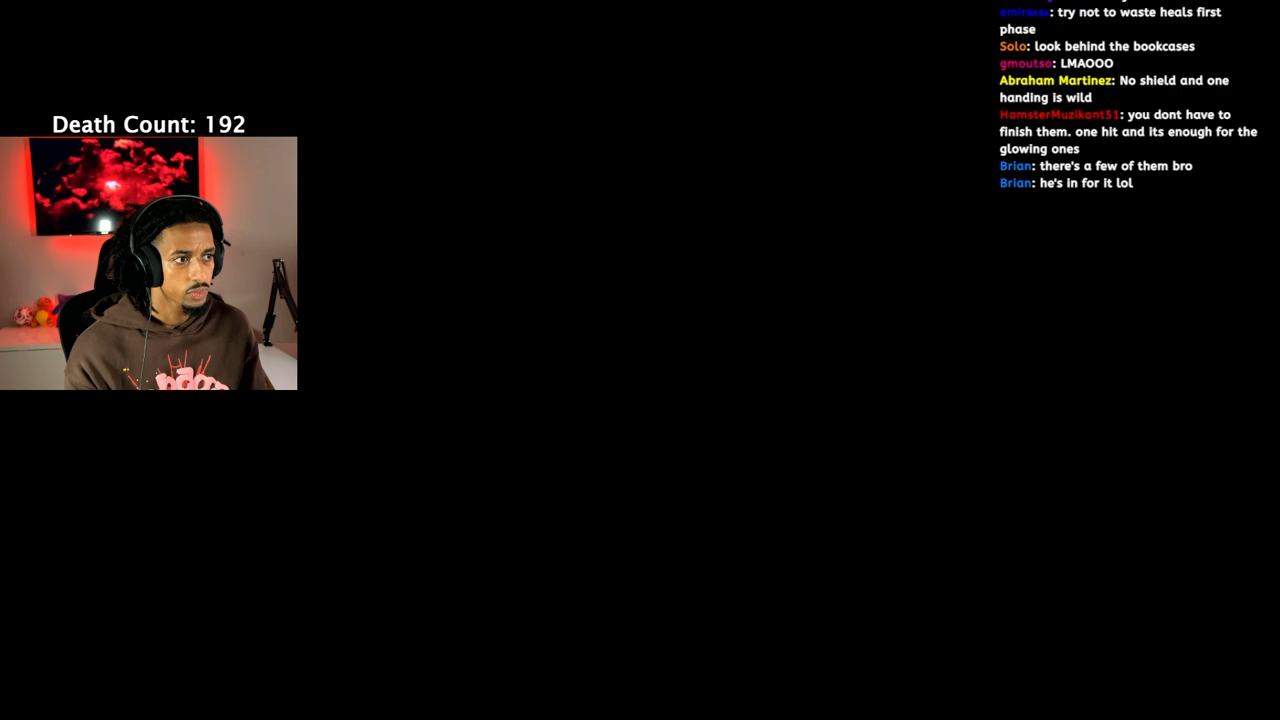 try not to waste heals first
phase
Solo: look behind the bookcases
gmoutso: LMAOOO
Abraham Martinez: No shield and one
handing is wild
HamsterMuzikant51: you dont have to
finish them. one hit and its enough for the
glowing ones
Brian: there's a few of them bro
Brian: he's in for it lol
Death Count: 192